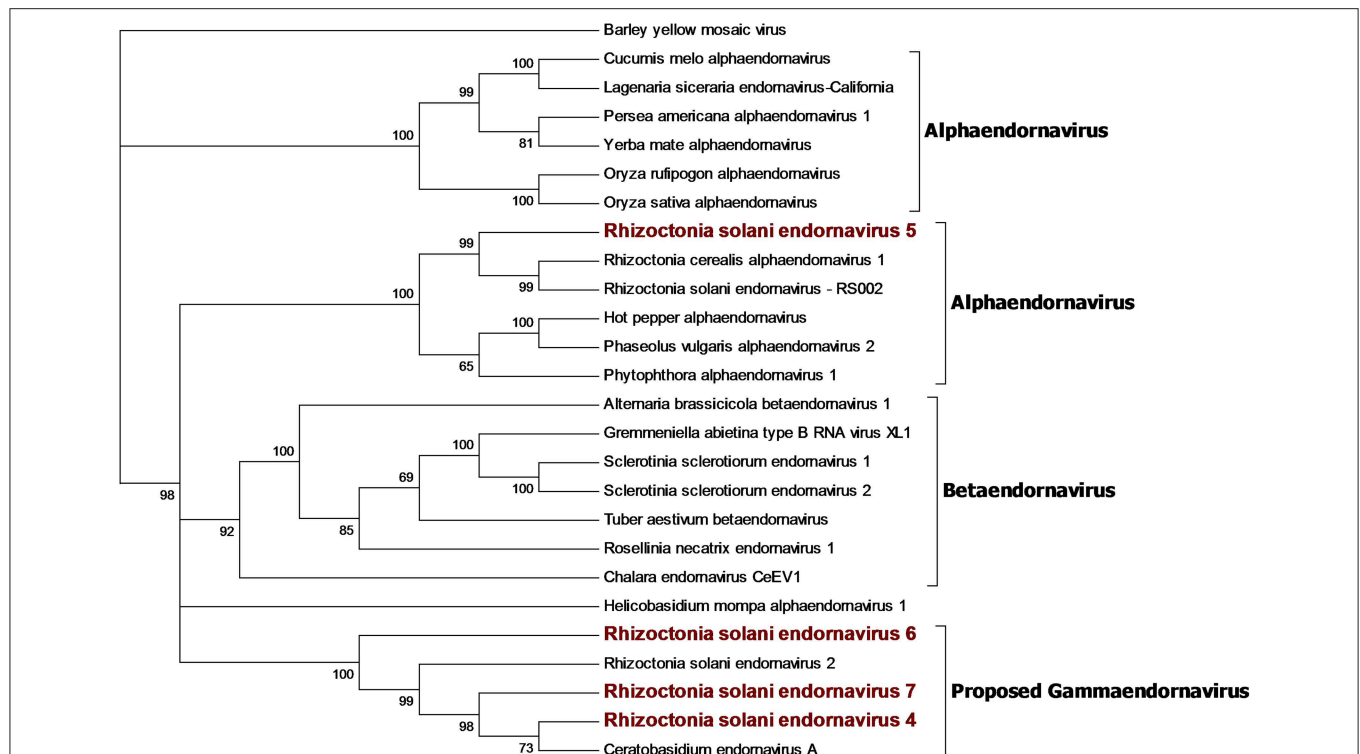 Barley yellow mosaic virus
Cucumis melo alphaendornavirus
100
Lagenaria siceraria endornavirus-California
99
Persea americana alphaendornavirus 1
100
81
Yerba mate alphaendornavirus
Alphaendornavirus
Oryza rufipogon alphaendornavirus
100
Oryza sativa alphaendornavirus
Rhizoctonia solani endornavirus 5
99
Rhizoctonia cerealis alphaendornavirus 1
99
Rhizoctonia solani endornavirus - RS002
100
Alphaendornavirus
Hot pepper alphaendornavirus
100
Phaseolus vulgaris alphaendornavirus 2
65
Phytophthora alphaendornavirus 1
Alternaria brassicicola betaendornavirus 1
Gremmeniella abietina type B RNA virus XL1
100
100
Sclerotinia sclerotiorum endornavirus 1
69
100
Sclerotinia sclerotiorum endornavirus 2
Betaendornavirus
98
Tuber aestivum betaendornavirus
92
85
Rosellinia necatrix endornavirus 1
Chalara endornavirus CeEV1
Helicobasidium mompa alphaendornavirus 1
Rhizoctonia solani endornavirus 6
100
Rhizoctonia solani endornavirus 2
99
Rhizoctonia solani endornavirus 7
Proposed Gammaendornavirus
98
Rhizoctonia solani endornavirus 4
73
Ceratobasidium endornavirus A